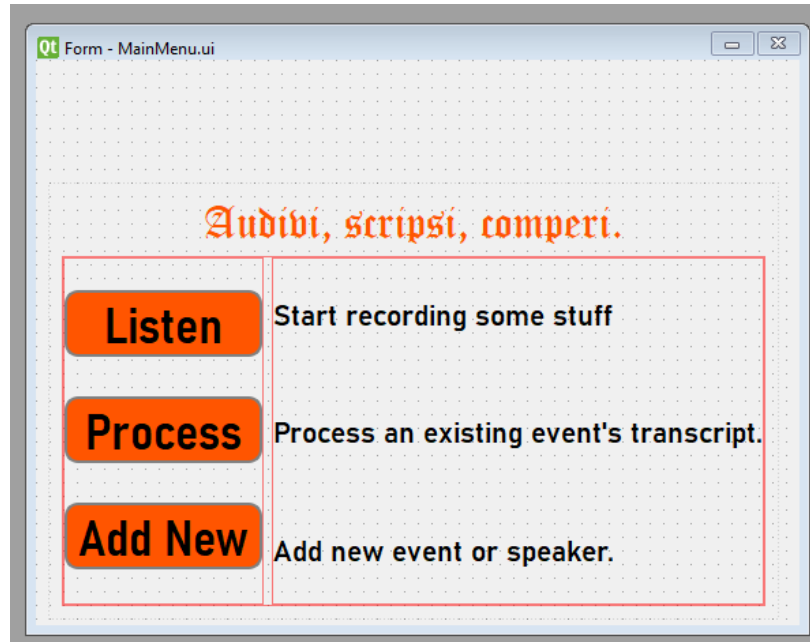 Qt Form - MainMenu.ui
Audivi, scripsi, comperi.
Listen Start recording some stuff
Process Process an existing event's transcript.
Add New Add new event or speaker.